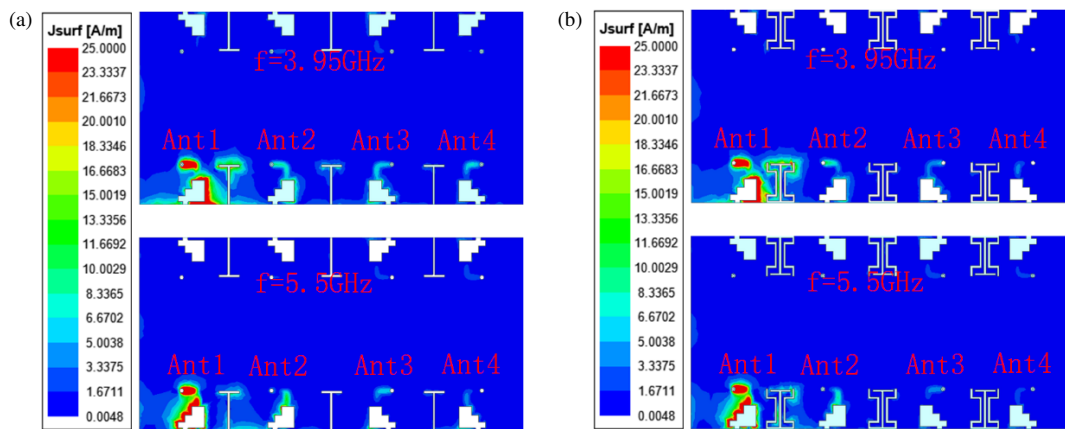 (a)
Jsurf [A/m]
25.0000
23.3337
21.6673
20.0010
18.3346
16.6683
15.0019
13.3356
11.6692
10.0029
8.3365
6.6702
5.0038
3.3375
1.6711
0.0048
f=3.95GHz
Ant1 Ant2 Ant3 Ant4
f=5.5GHz
Ant1 Ant2 Ant3 Ant4
(b)
Jsurf [A/m]
25.0000
23.3337
21.6673
20.0010
18.3346
16.6683
15.0019
13.3356
11.6692
10.0029
8.3365
6.6702
5.0038
3.3375
1.6711
0.0048
f=3.95GHz
Ant1 Ant2 Ant3 Ant4
f=5.5GHz
Ant1 Ant2 Ant3 Ant4